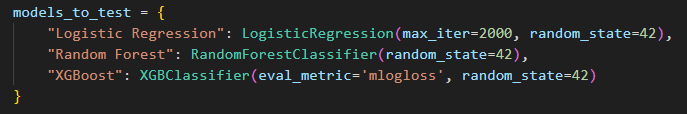 models_to_test = {
    "Logistic Regression": LogisticRegression(max_iter=2000, random_state=42),
    "Random Forest": RandomForestClassifier(random_state=42),
    "XGBoost": XGBClassifier(eval_metric='mlogloss', random_state=42)
}